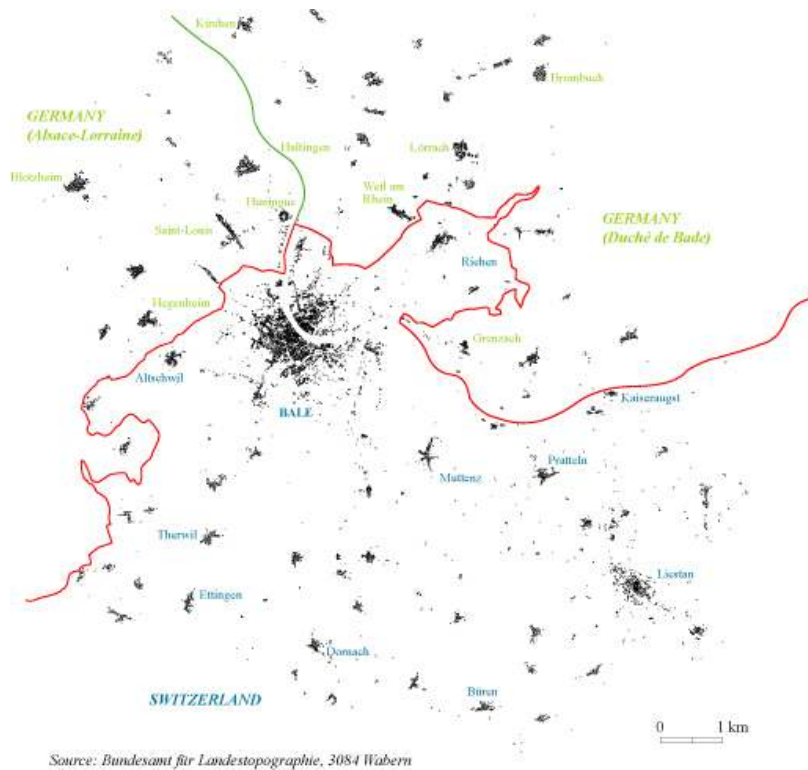 Kirchen
Brombach
GERMANY
(Alsace-Lorraine)
Haltingen
Lörrach
Blotzheim
Weil am
Rhein
Huningue
Saint-Louis
GERMANY
(Duché de Bade)
Riehen
Hegenheim
Grenzach
Altschwil
Kaiseraugst
BALE
Muttenz
Pratteln
Therwil
Liestan
Ettingen
Dornach
SWITZERLAND
Büren
0 1 km
Source: Bundesamt für Landestopographie, 3084 Wabern